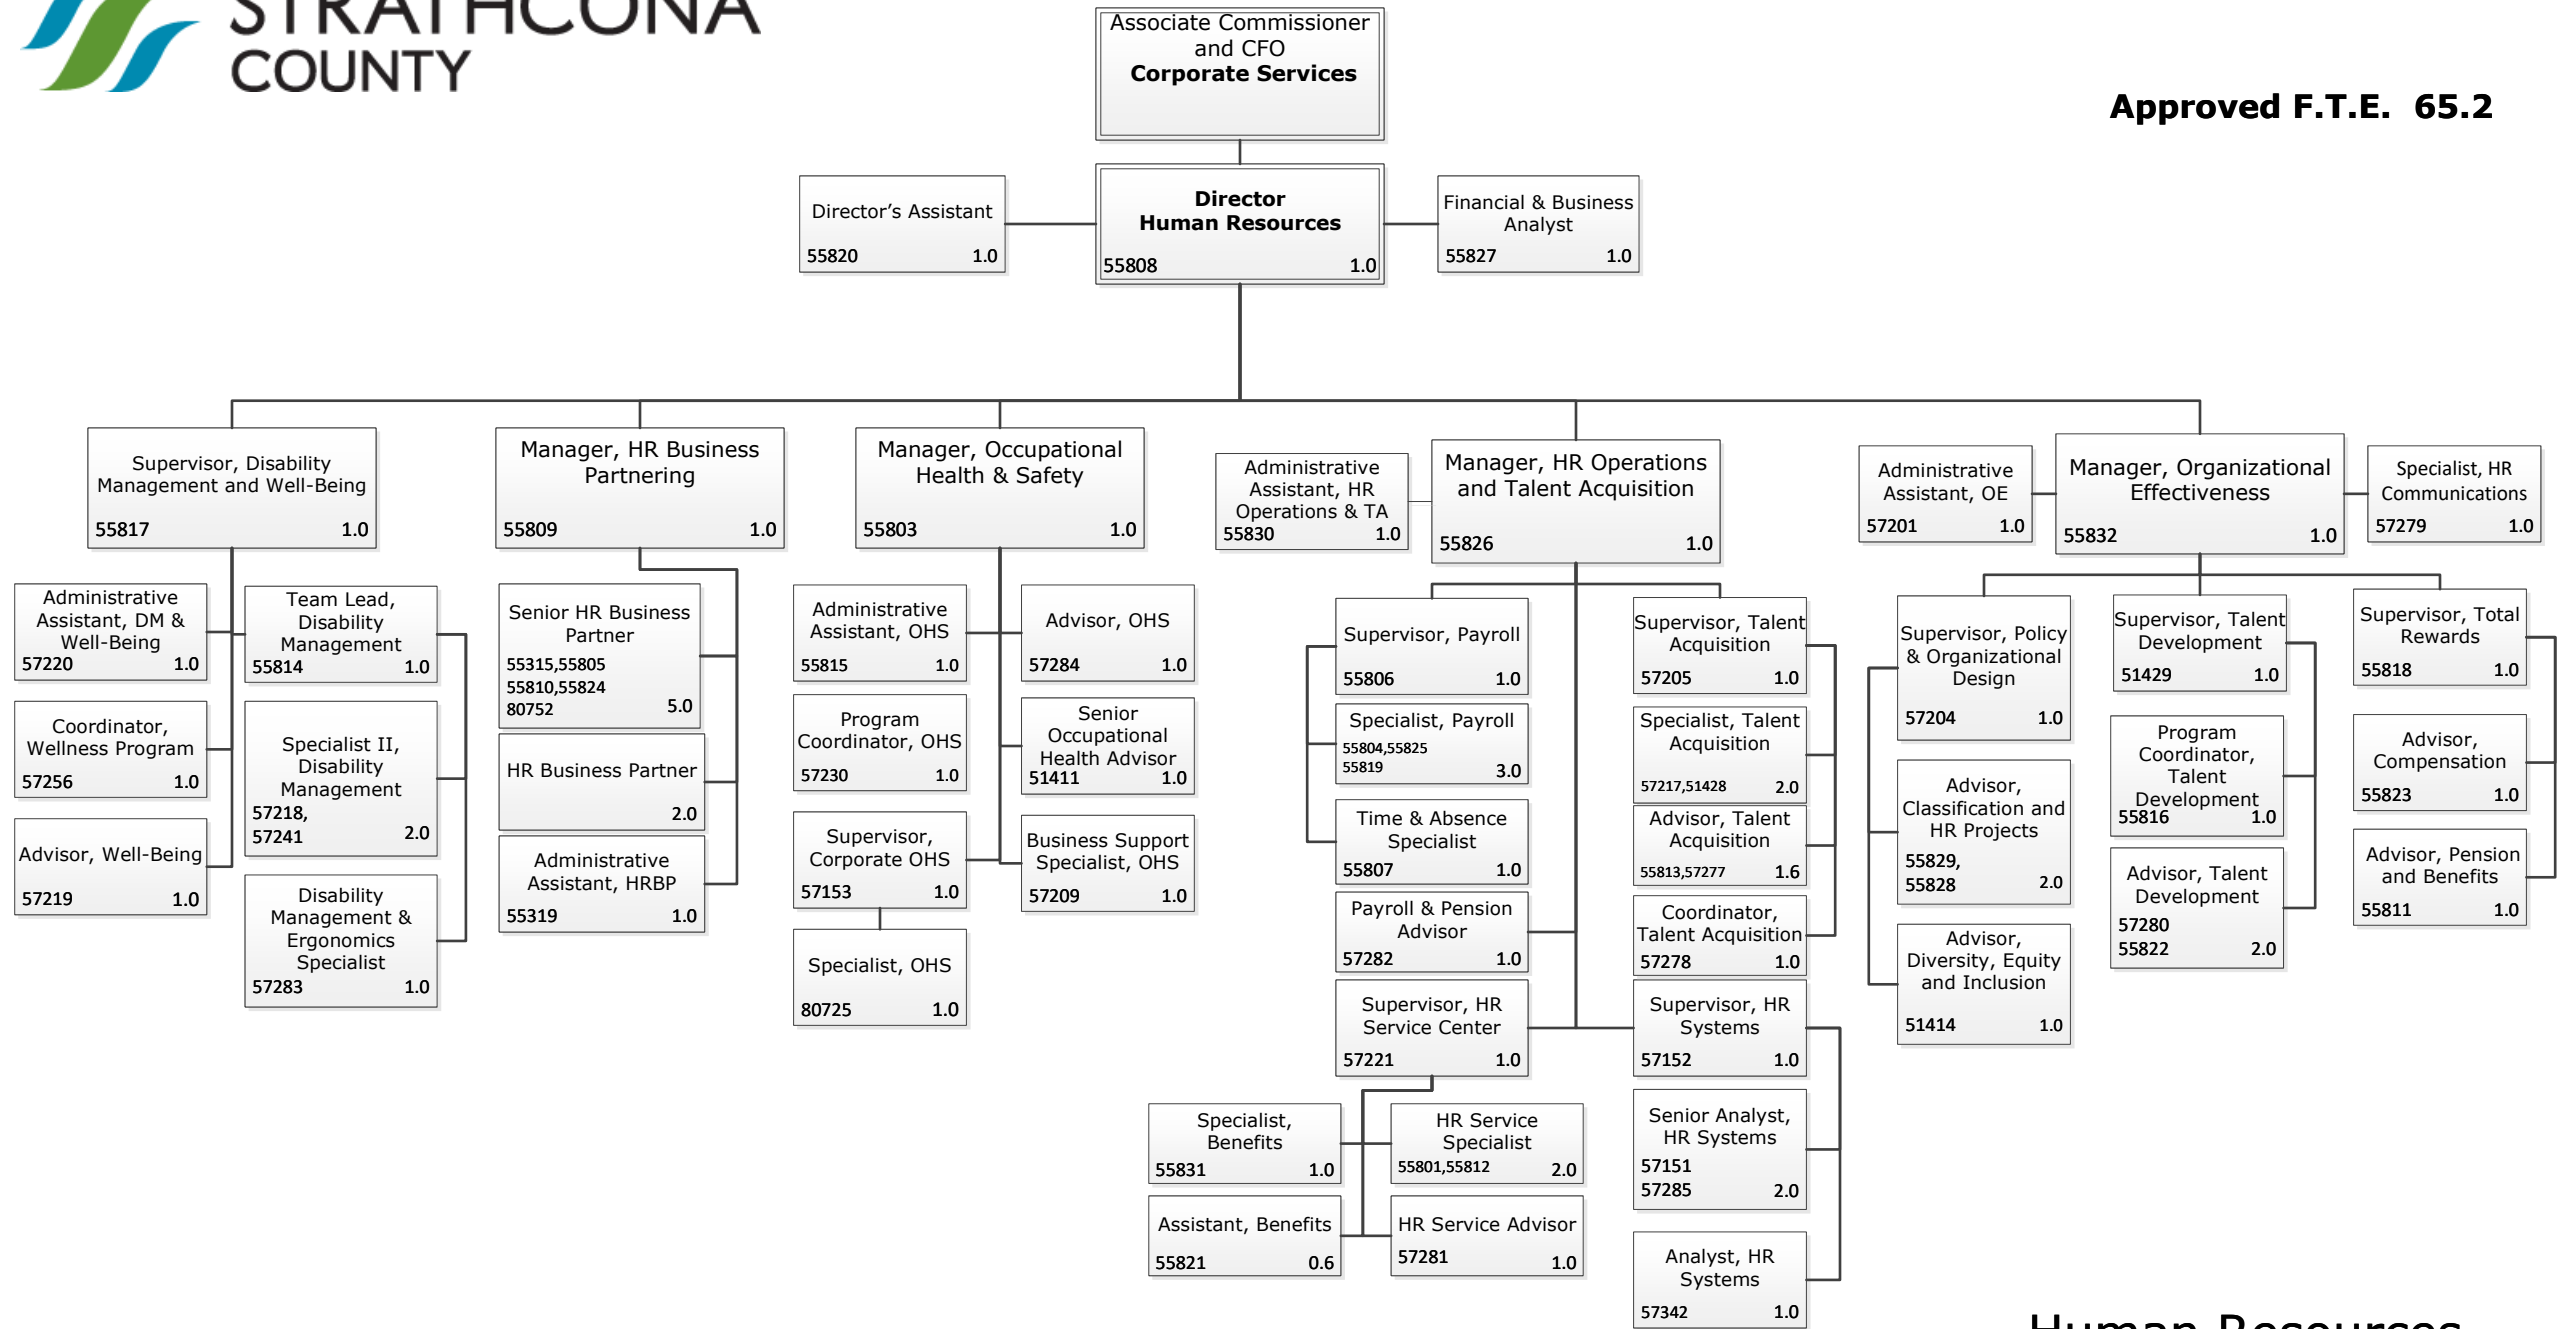 STRATHCONA
COUNTY
Associate Commissioner
and CFO
Corporate Services
Approved F.T.E. 65.2
Director's Assistant
55820 1.0
Director
Human Resources
55808 1.0
Financial & Business
Analyst
55827 1.0
Supervisor, Disability
Management and Well-Being
55817 1.0
Manager, HR Business
Partnering
55809 1.0
Manager, Occupational
Health & Safety
55803 1.0
Administrative
Assistant, HR
Operations & TA
55830 1.0
Manager, HR Operations
and Talent Acquisition
55826 1.0
Administrative
Assistant, OE
57201 1.0
Manager, Organizational
Effectiveness
55832 1.0
Specialist, HR
Communications
57279 1.0
Administrative
Assistant, DM &
Well-Being
57220 1.0
Coordinator,
Wellness Program
57256 1.0
Advisor, Well-Being
57219 1.0
Team Lead,
Disability
Management
55814 1.0
Specialist II,
Disability
Management
57218,
57241 2.0
Disability
Management &
Ergonomics
Specialist
57283 1.0
Senior HR Business
Partner
55315,55805
55810,55824
80752 5.0
HR Business Partner
2.0
Administrative
Assistant, HRBP
55319 1.0
Administrative
Assistant, OHS
55815 1.0
Program
Coordinator, OHS
57230 1.0
Supervisor,
Corporate OHS
57153 1.0
Specialist, OHS
80725 1.0
Advisor, OHS
57284 1.0
Senior
Occupational
Health Advisor
51411 1.0
Business Support
Specialist, OHS
57209 1.0
Supervisor, Payroll
55806 1.0
Specialist, Payroll
55804,55825
55819 3.0
Time & Absence
Specialist
55807 1.0
Payroll & Pension
Advisor
57282 1.0
Supervisor, HR
Service Center
57221 1.0
Specialist,
Benefits
55831 1.0
Assistant, Benefits
55821 0.6
HR Service
Specialist
55801,55812 2.0
HR Service Advisor
57281 1.0
Supervisor, Talent
Acquisition
57205 1.0
Specialist, Talent
Acquisition
57217,51428 2.0
Advisor, Talent
Acquisition
55813,57277 1.6
Coordinator,
Talent Acquisition
57278 1.0
Supervisor, HR
Systems
57152 1.0
Senior Analyst,
HR Systems
57151
57285 2.0
Analyst, HR
Systems
57342 1.0
Supervisor, Policy
& Organizational
Design
57204 1.0
Advisor,
Classification and
HR Projects
55829,
55828 2.0
Advisor,
Diversity, Equity
and Inclusion
51414 1.0
Supervisor, Talent
Development
51429 1.0
Program
Coordinator,
Talent
Development
55816 1.0
Advisor, Talent
Development
57280
55822 2.0
Supervisor, Total
Rewards
55818 1.0
Advisor,
Compensation
55823 1.0
Advisor, Pension
and Benefits
55811 1.0
Human Resources